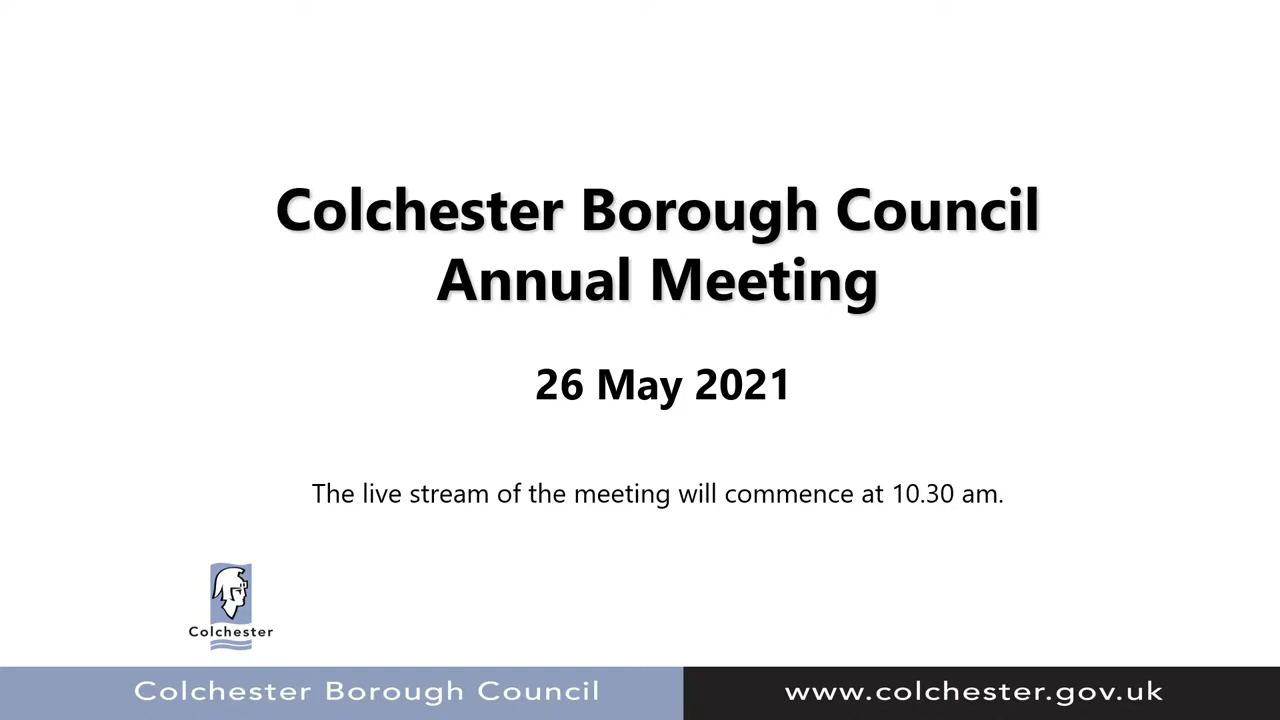 Colchester Borough Council
Annual Meeting
26 May 2021
The live stream of the meeting will commence at 10.30 am.
Colchester
Colchester Borough Council
www.colchester.gov.uk